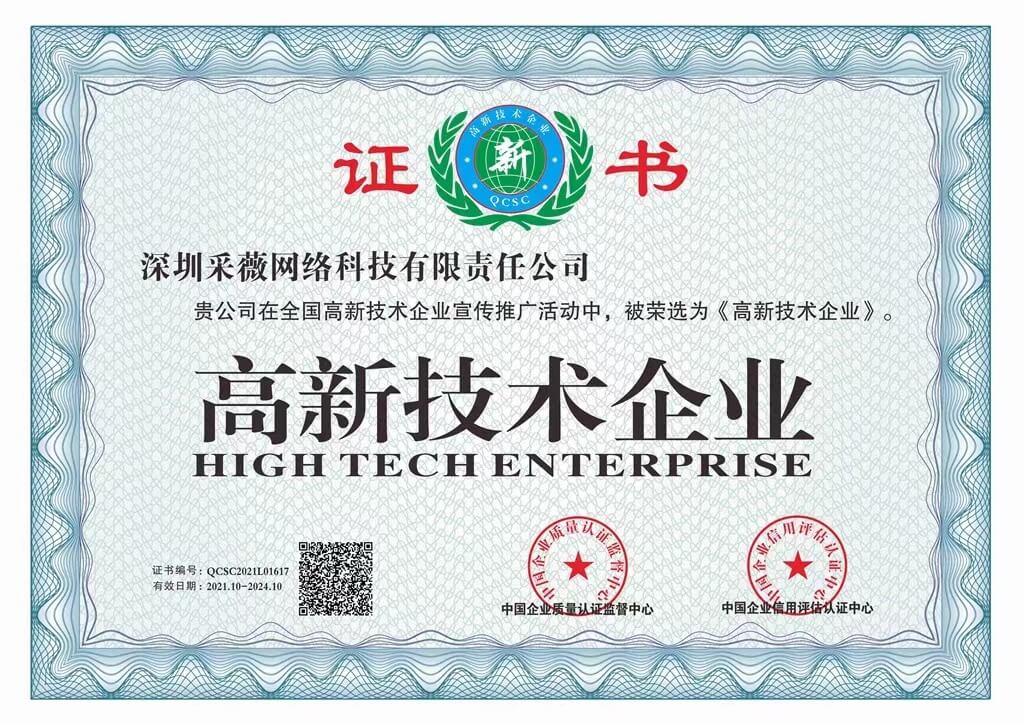 证 书
高新技术企业
新
QCSC
深圳采薇网络科技有限责任公司
贵公司在全国高新技术企业宣传推广活动中，被荣选为《高新技术企业》。
高新技术企业
HIGH TECH ENTERPRISE
证书编号：QCSC2021L01617
有效日期：2021.10-2024.10
中国企业质量认证监督中心
中国企业质量认证监督中心
中国企业信用评估认证中心
中国企业信用评估认证中心